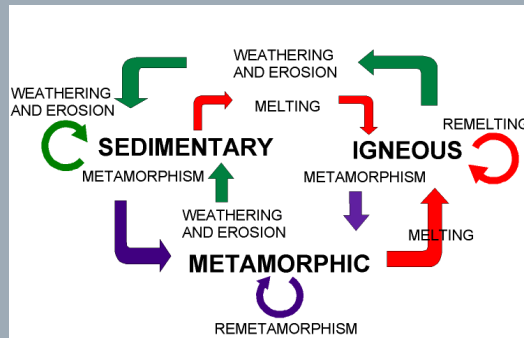 WEATHERING
AND EROSION
WEATHERING
AND EROSION
MELTING
REMELTING
SEDIMENTARY
IGNEOUS
METAMORPHISM
METAMORPHISM
WEATHERING
AND EROSION
MELTING
METAMORPHIC
REMETAMORPHISM